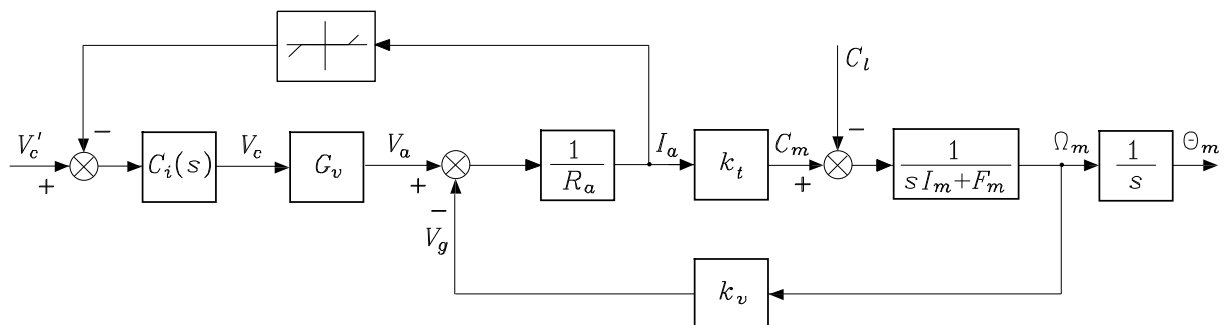 C_l
V_c' − C_i(s) V_c G_v V_a 1/R_a I_a k_t C_m − 1/(sI_m+F_m) Ω_m 1/s Θ_m
+ + +
−
V_g
k_v